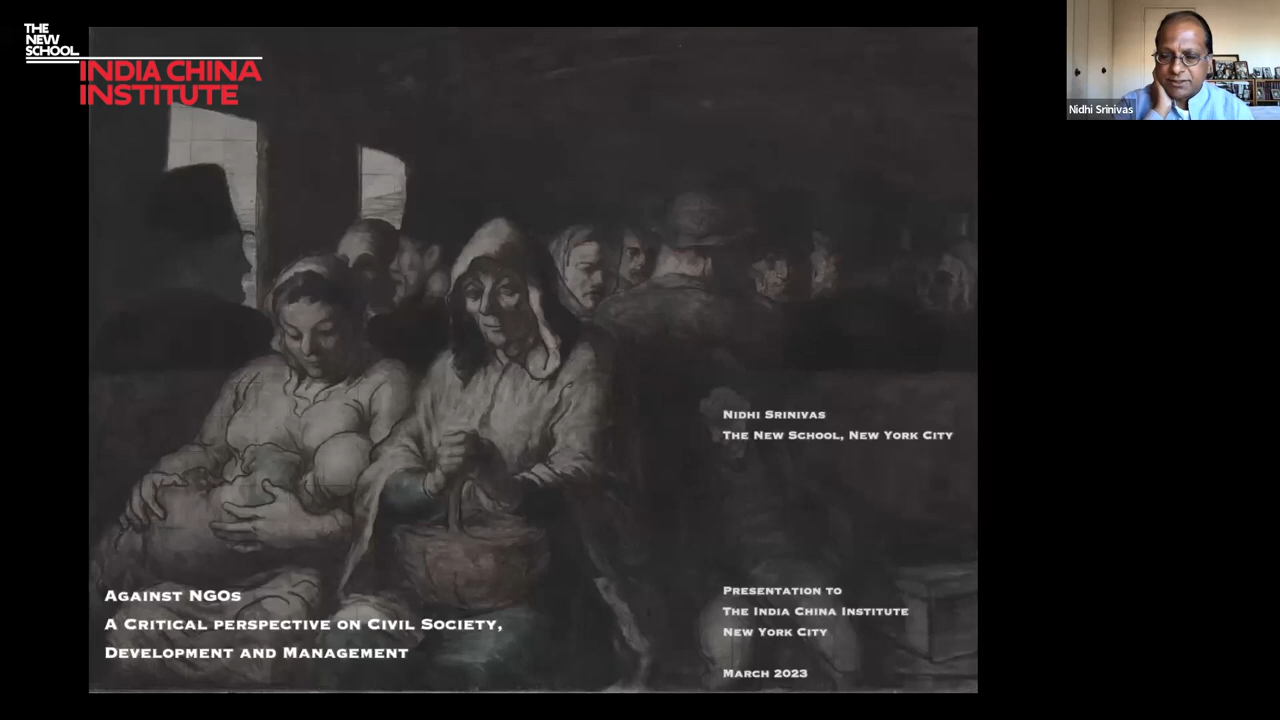 THE
NEW
SCHOOL
INDIA CHINA
INSTITUTE
Nidhi Srinivas
Nidhi Srinivas
The New School, New York City
Against NGOs
A Critical perspective on Civil Society,
Development and Management
Presentation to
The India China Institute
New York City
March 2023